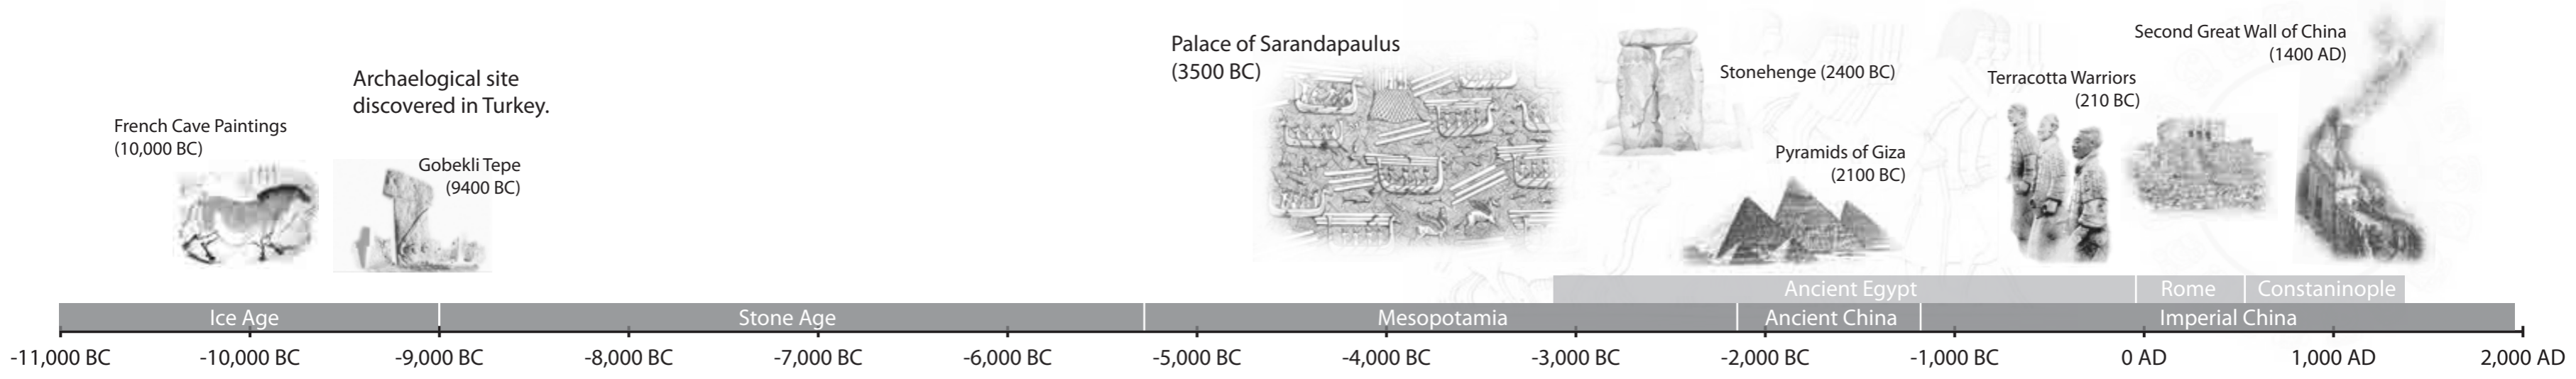 French Cave Paintings
(10,000 BC)
Archaelogical site
discovered in Turkey.
Gobekli Tepe
(9400 BC)
Palace of Sarandapaulus
(3500 BC)
Stonehenge (2400 BC)
Pyramids of Giza
(2100 BC)
Terracotta Warriors
(210 BC)
Second Great Wall of China
(1400 AD)
Ancient Egypt
Rome
Constaninople
Ice Age
Stone Age
Mesopotamia
Ancient China
Imperial China
-11,000 BC
-10,000 BC
-9,000 BC
-8,000 BC
-7,000 BC
-6,000 BC
-5,000 BC
-4,000 BC
-3,000 BC
-2,000 BC
-1,000 BC
0 AD
1,000 AD
2,000 AD